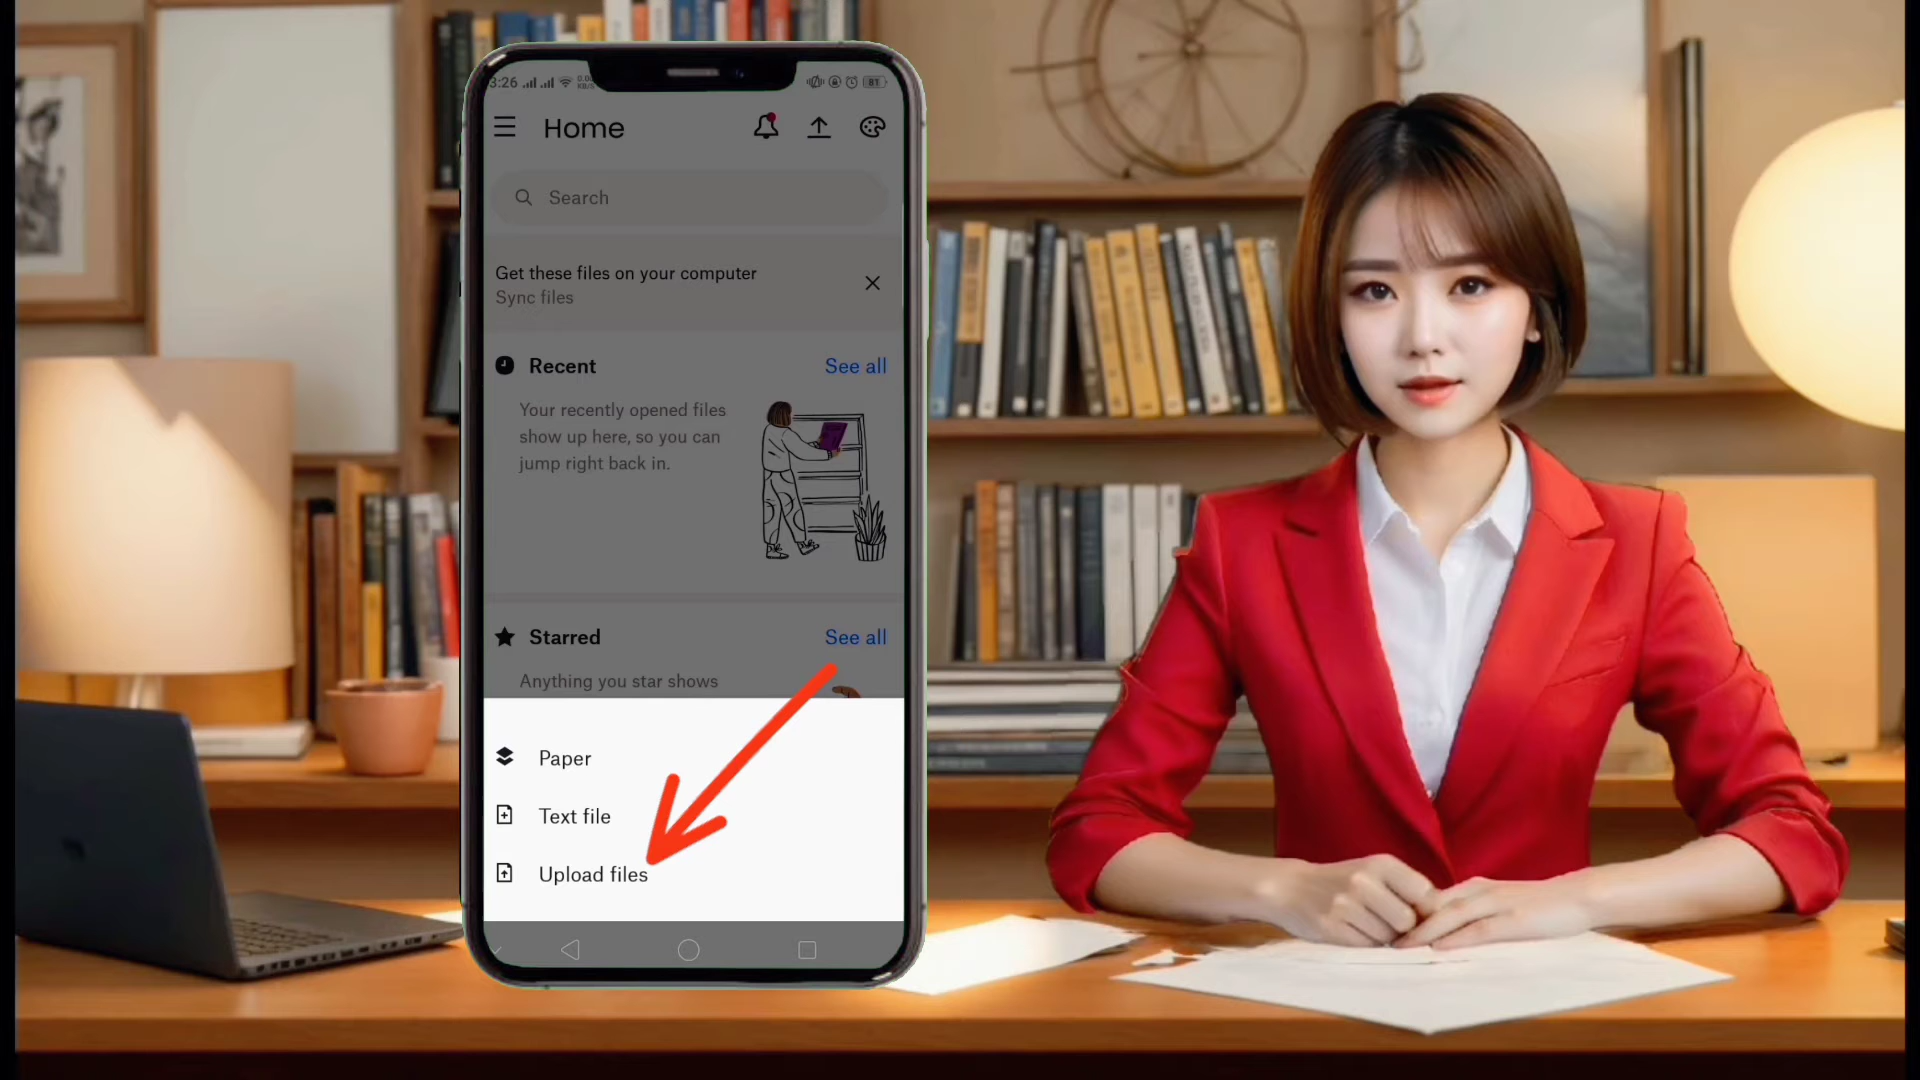 3:26
81
Home
Search
Get these files on your computer
Sync files
Recent
See all
Your recently opened files
show up here, so you can
jump right back in.
Starred
See all
Anything you star shows
Paper
Text file
Upload files